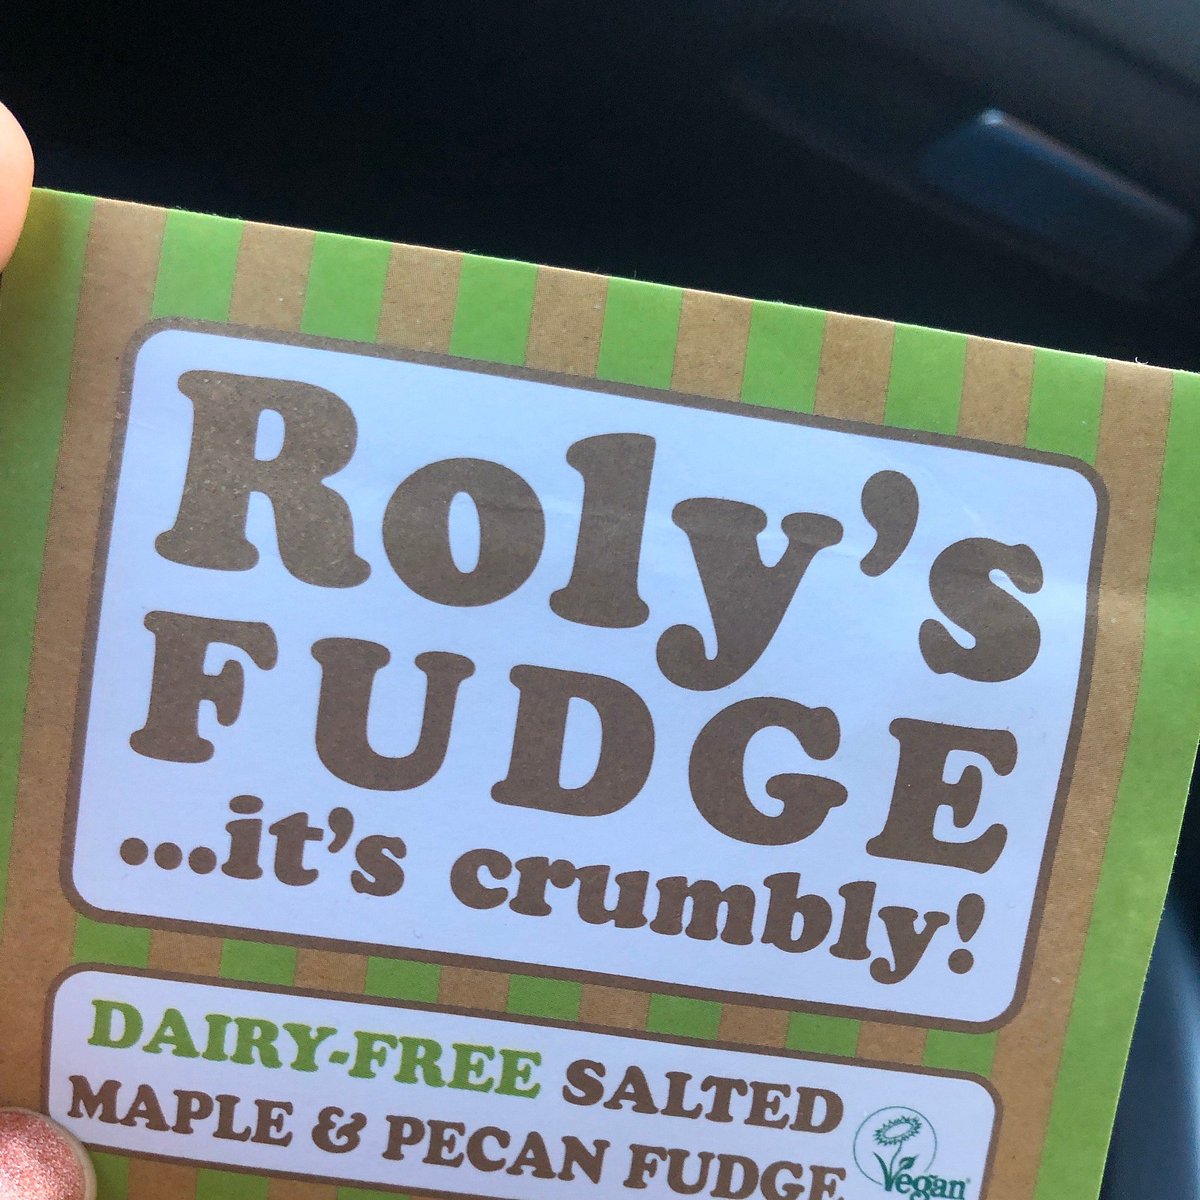 Roly's
FUDGE
...it's crumbly!
DAIRY-FREE SALTED
MAPLE & PECAN FUDGE
Vegan